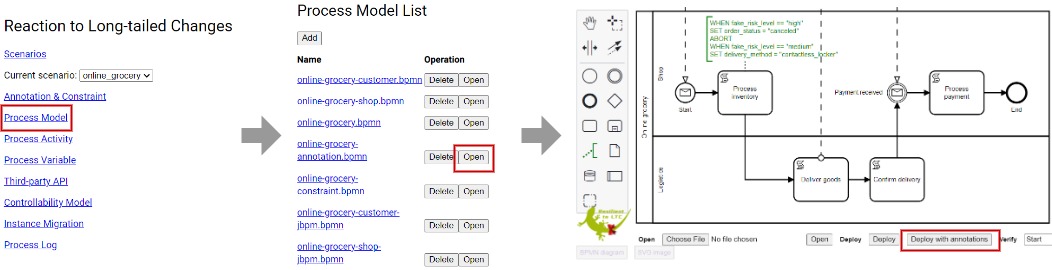 Reaction to Long-tailed Changes
Scenarios
Current scenario: online_grocery
Annotation & Constraint
Process Model
Process Activity
Process Variable
Third-party API
Controllability Model
Instance Migration
Process Log
Process Model List
Add
Name Operation
online-grocery-customer.bpmn Delete Open
online-grocery-shop.bpmn Delete Open
online-grocery.bpmn Delete Open
online-grocery-
annotation.bpmn Delete Open
online-grocery-
constraint.bpmn Delete Open
online-grocery-customer-
jbpm.bpmn Delete Open
online-grocery-shop-
jbpm.bpmn Delete Open
WHEN fake_risk_level == "high"
SET order_status = "canceled"
ABORT
WHEN fake_risk_level == "medium"
SET delivery_method = "contactless_locker"
Online grocery
Shop
Start
Process
inventory
Payment received
Process
payment
End
Logistics
Deliver goods
Confirm delivery
Resilient
to LTC
Open Choose File No file chosen Open Deploy Deploy Deploy with annotations Verify Start
BPMN diagram SVG image